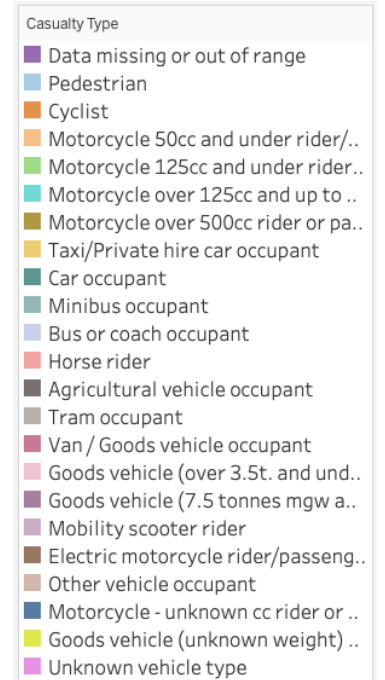 Casualty Type
Data missing or out of range
Pedestrian
Cyclist
Motorcycle 50cc and under rider/..
Motorcycle 125cc and under rider..
Motorcycle over 125cc and up to ..
Motorcycle over 500cc rider or pa..
Taxi/Private hire car occupant
Car occupant
Minibus occupant
Bus or coach occupant
Horse rider
Agricultural vehicle occupant
Tram occupant
Van / Goods vehicle occupant
Goods vehicle (over 3.5t. and und..
Goods vehicle (7.5 tonnes mgw a..
Mobility scooter rider
Electric motorcycle rider/passeng..
Other vehicle occupant
Motorcycle - unknown cc rider or ..
Goods vehicle (unknown weight) ..
Unknown vehicle type